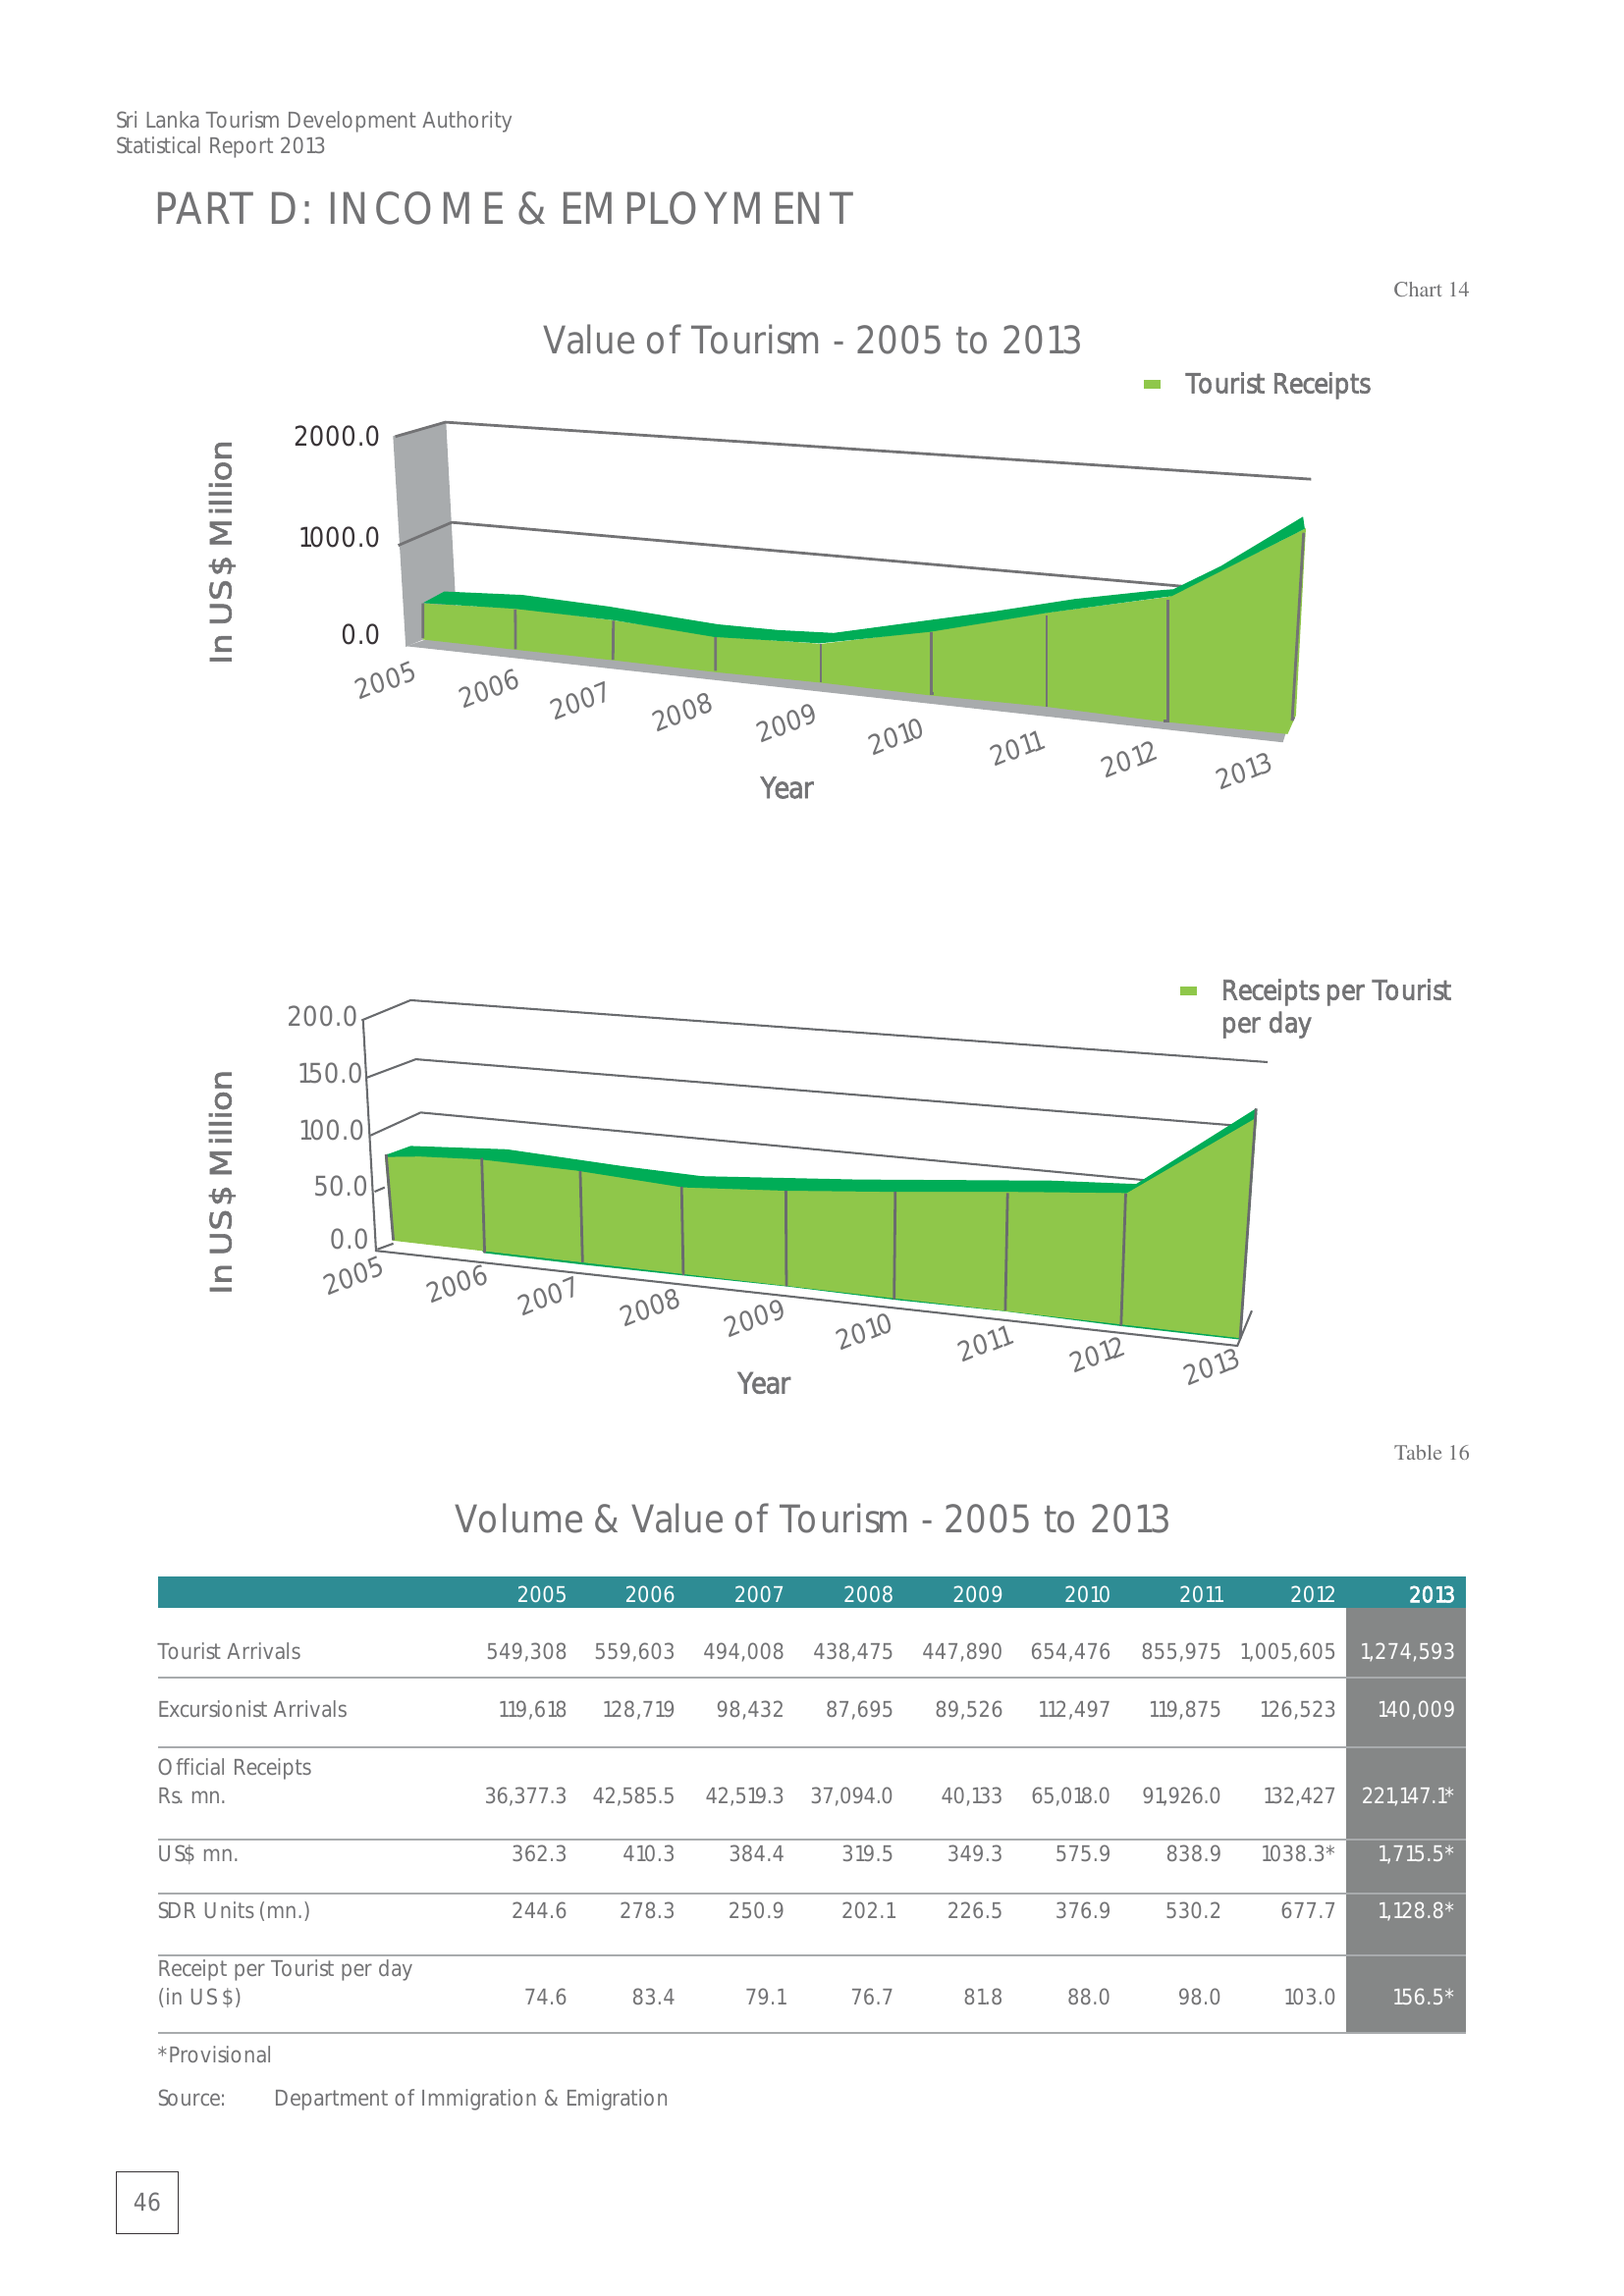 Sri Lanka Tourism Development Authority
Statistical Report 2013
PART D: INCOME & EMPLOYMENT
Chart 14
Value of Tourism - 2005 to 2013
Tourist Receipts
In US$ Million
2000.0
1000.0
0.0
2005 2006 2007 2008 2009 2010 2011 2012 2013
Year
Receipts per Tourist
per day
In US$ Million
200.0
150.0
100.0
50.0
0.0
2005 2006 2007 2008 2009 2010 2011 2012 2013
Year
Table 16
Volume & Value of Tourism - 2005 to 2013
2005 2006 2007 2008 2009 2010 2011 2012 2013
Tourist Arrivals 549,308 559,603 494,008 438,475 447,890 654,476 855,975 1,005,605 1,274,593
Excursionist Arrivals 119,618 128,719 98,432 87,695 89,526 112,497 119,875 126,523 140,009
Official Receipts
Rs. mn. 36,377.3 42,585.5 42,519.3 37,094.0 40,133 65,018.0 91,926.0 132,427 221,147.1*
US$ mn. 362.3 410.3 384.4 319.5 349.3 575.9 838.9 1038.3* 1,715.5*
SDR Units (mn.) 244.6 278.3 250.9 202.1 226.5 376.9 530.2 677.7 1,128.8*
Receipt per Tourist per day
(in US $) 74.6 83.4 79.1 76.7 81.8 88.0 98.0 103.0 156.5*
*Provisional
Source: Department of Immigration & Emigration
46